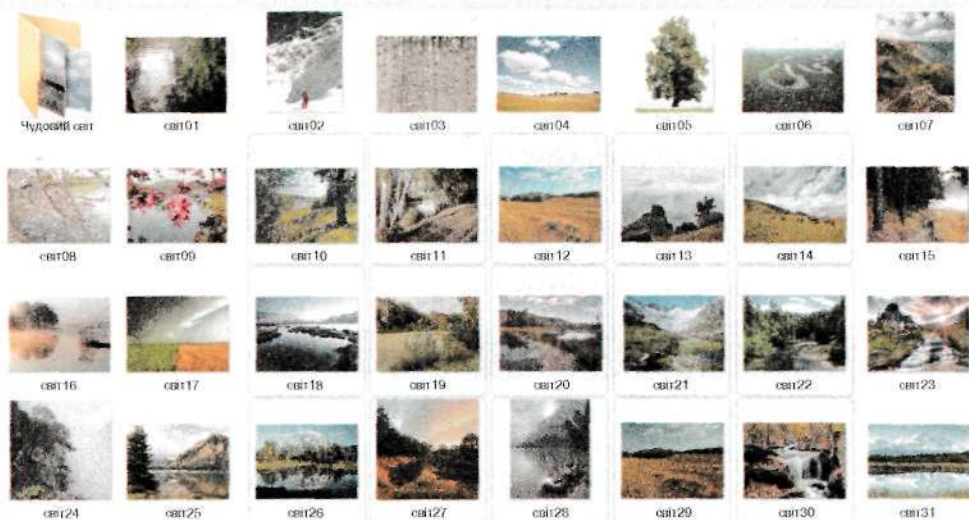 Чудовий світ світ01 світ02 світ03 світ04 світ05 світ06 світ07
світ08 світ09 світ10 світ11 світ12 світ13 світ14 світ15
світ16 світ17 світ18 світ19 світ20 світ21 світ22 світ23
світ24 світ25 світ26 світ27 світ28 світ29 світ30 світ31